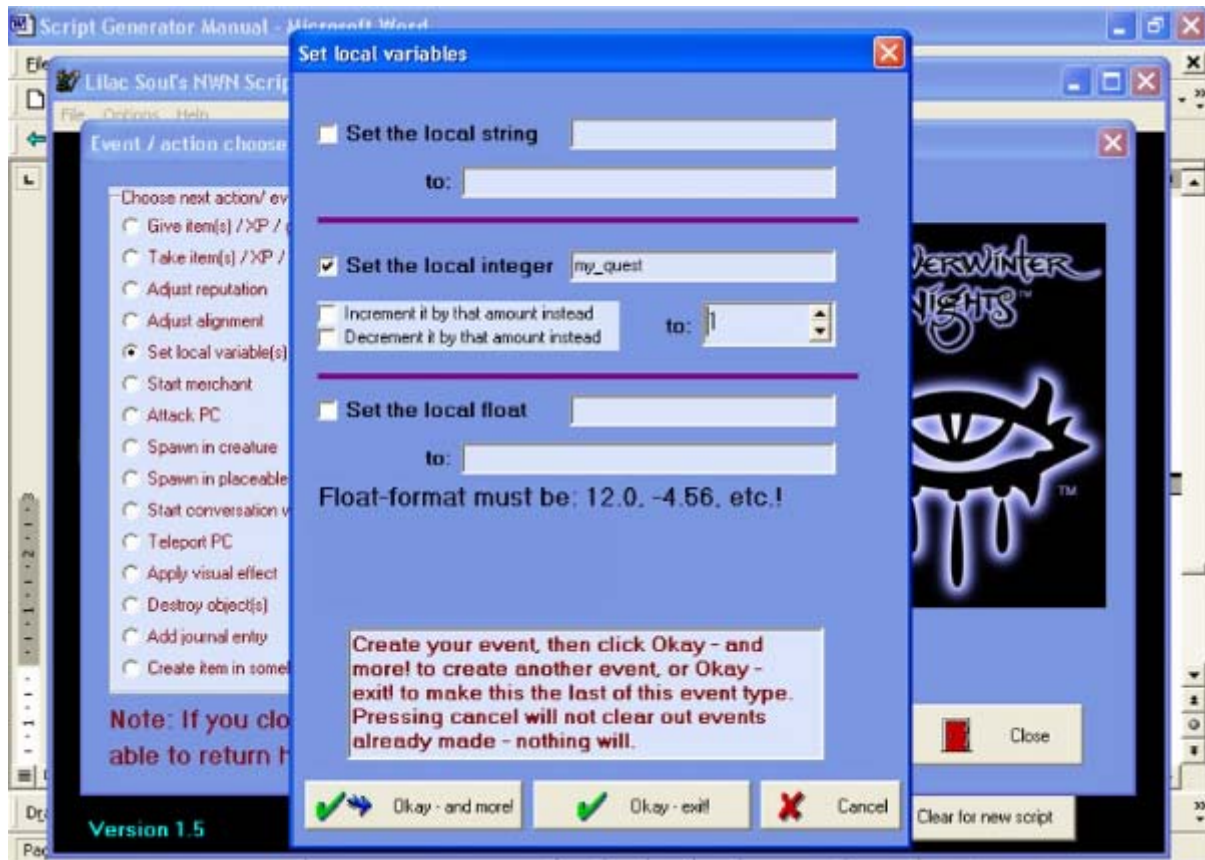 Script Generator Manual - Microsoft Word
Set local variables
Lilac Soul's NWN Scrip
File Options Help
Event / action choose
Set the local string
to:
Choose next action/ ev
Give item(s) / XP /
Take item(s) / XP /
Adjust reputation
Adjust alignment
Set local variable(s)
Start merchant
Attack PC
Spawn in creature
Spawn in placeable
Start conversation w
Teleport PC
Apply visual effect
Destroy object(s)
Add journal entry
Create item in some
Set the local integer my_quest
Increment it by that amount instead
Decrement it by that amount instead
to: 1
Set the local float
to:
Float-format must be: 12.0, -4.56, etc.!
Create your event, then click Okay - and
more! to create another event, or Okay -
exit! to make this the last of this event type.
Pressing cancel will not clear out events
already made - nothing will.
Okay - and more!
Okay - exit!
Cancel
VERWINTER
NIGHTS™
TM
Note: If you clo
able to return h
Close
Version 1.5
Clear for new script